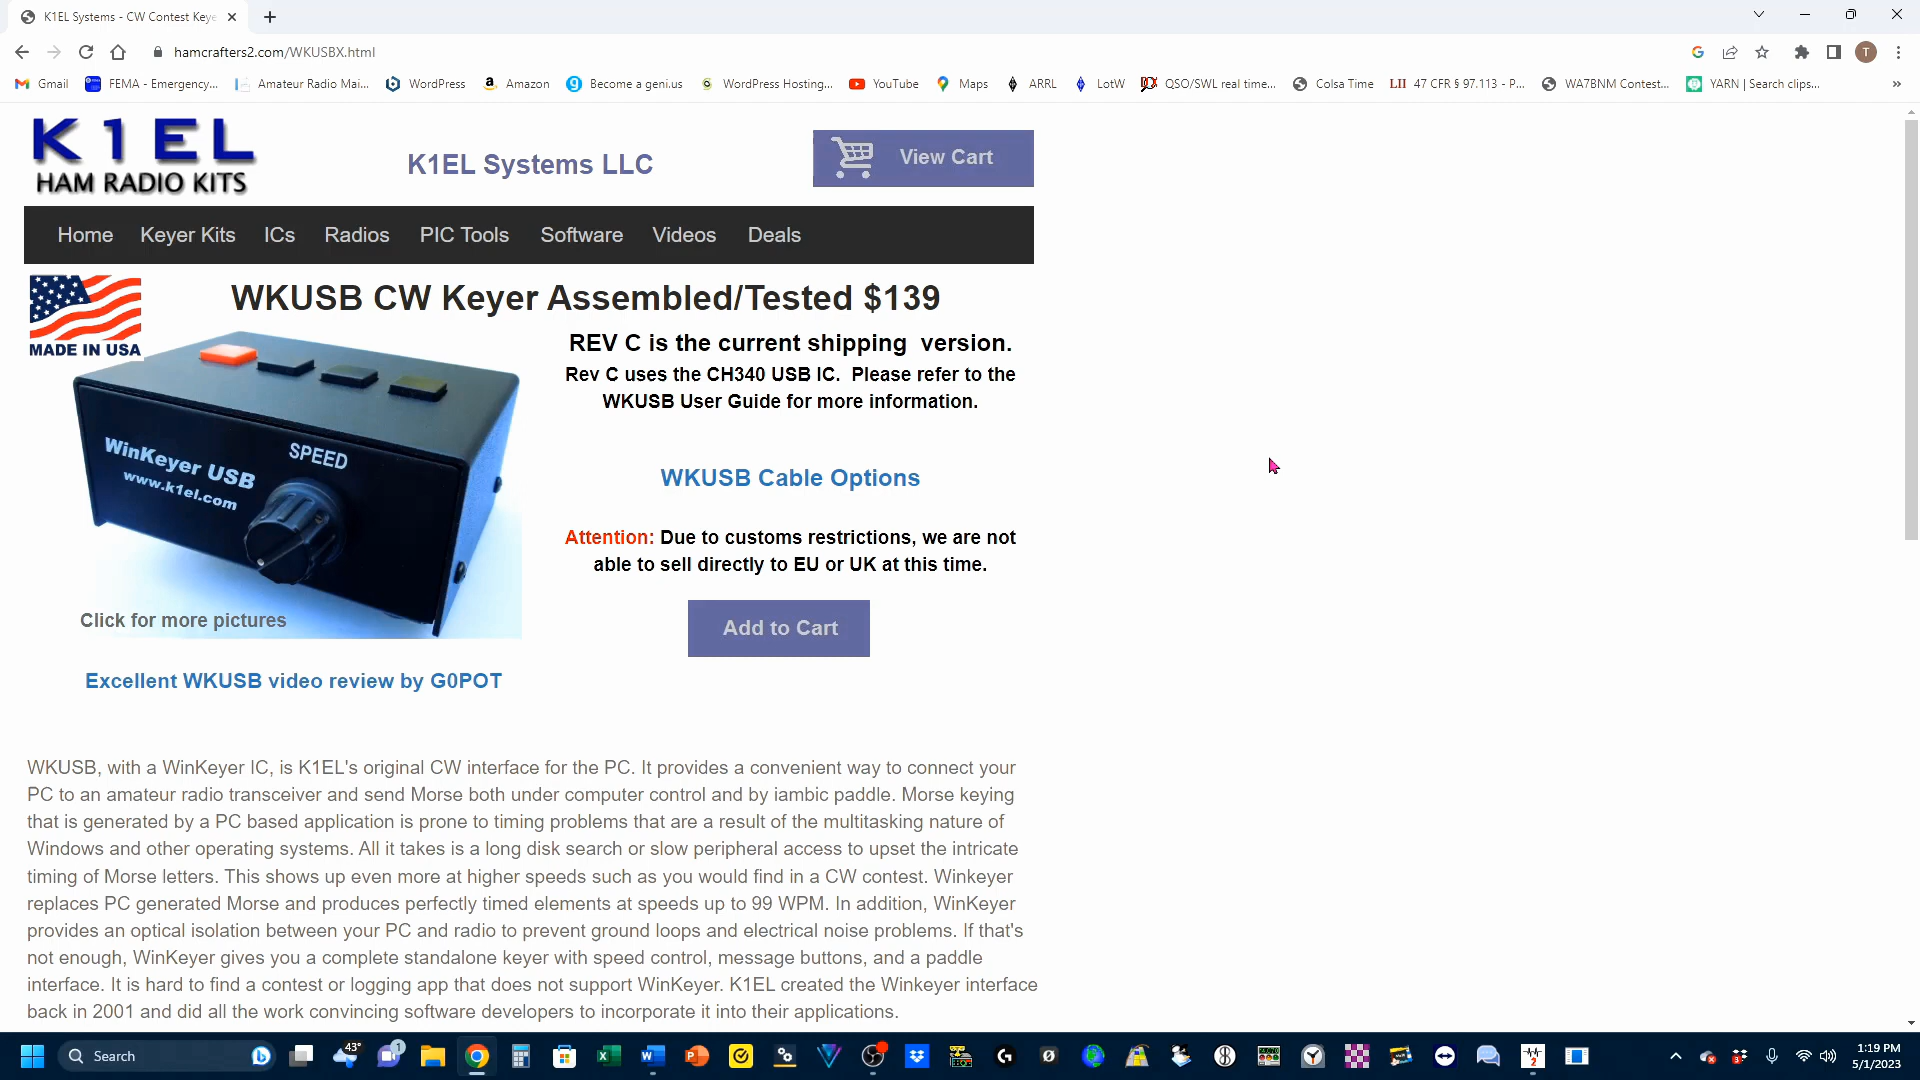 K1EL Systems - CW Contest Keye
hamcrafters2.com/WKUSBX.html
T
Gmail
FEMA - Emergency...
Amateur Radio Mai...
WordPress
Amazon
Become a geni.us
WordPress Hosting...
YouTube
Maps
ARRL
LotW
QSO/SWL real time...
Colsa Time
LII 47 CFR § 97.113 - P...
WA7BNM Contest...
YARN | Search clips...
K1EL
HAM RADIO KITS
K1EL Systems LLC
View Cart
Home
Keyer Kits
ICs
Radios
PIC Tools
Software
Videos
Deals
MADE IN USA
WKUSB CW Keyer Assembled/Tested $139
REV C is the current shipping version.
Rev C uses the CH340 USB IC. Please refer to the
WKUSB User Guide for more information.
WinKeyer USB
www.k1el.com
SPEED
WKUSB Cable Options
Attention: Due to customs restrictions, we are not
able to sell directly to EU or UK at this time.
Click for more pictures
Add to Cart
Excellent WKUSB video review by G0POT
WKUSB, with a WinKeyer IC, is K1EL's original CW interface for the PC. It provides a convenient way to connect your
PC to an amateur radio transceiver and send Morse both under computer control and by iambic paddle. Morse keying
that is generated by a PC based application is prone to timing problems that are a result of the multitasking nature of
Windows and other operating systems. All it takes is a long disk search or slow peripheral access to upset the intricate
timing of Morse letters. This shows up even more at higher speeds such as you would find in a CW contest. Winkeyer
replaces PC generated Morse and produces perfectly timed elements at speeds up to 99 WPM. In addition, WinKeyer
provides an optical isolation between your PC and radio to prevent ground loops and electrical noise problems. If that's
not enough, WinKeyer gives you a complete standalone keyer with speed control, message buttons, and a paddle
interface. It is hard to find a contest or logging app that does not support WinKeyer. K1EL created the Winkeyer interface
back in 2001 and did all the work convincing software developers to incorporate it into their applications.
Search
43°
1
1:19 PM
5/1/2023